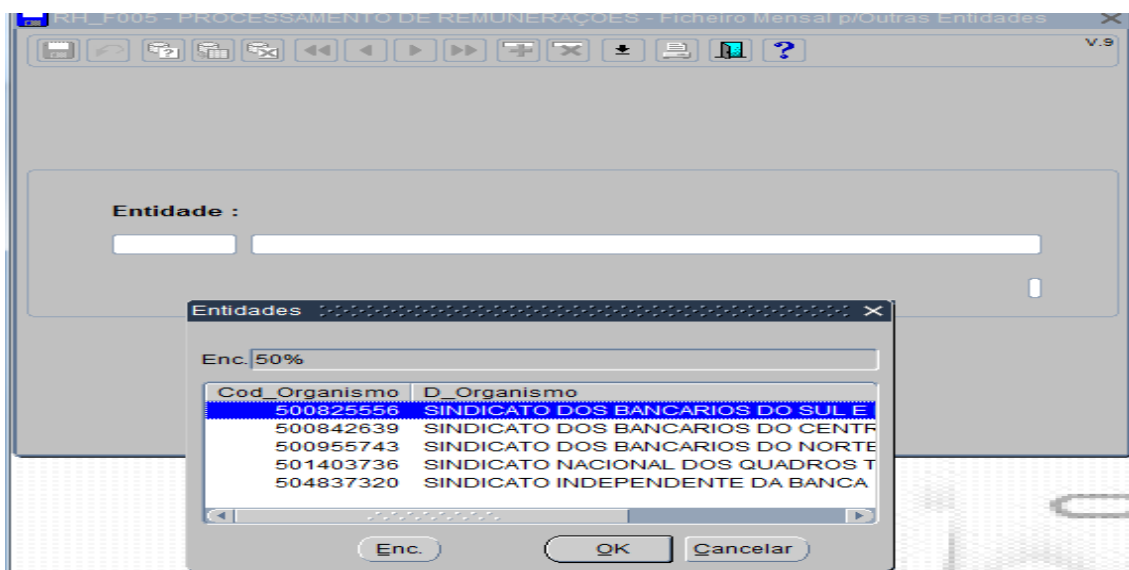 RH_F005 - PROCESSAMENTO DE REMUNERAÇÕES - Ficheiro Mensal p/Outras Entidades
V.9
Entidade :
Entidades
Enc. 50%
Cod_Organismo D_Organismo
500825556 SINDICATO DOS BANCARIOS DO SUL E
500842639 SINDICATO DOS BANCARIOS DO CENTR
500955743 SINDICATO DOS BANCARIOS DO NORTE
501403736 SINDICATO NACIONAL DOS QUADROS T
504837320 SINDICATO INDEPENDENTE DA BANCA
Enc. OK Cancelar